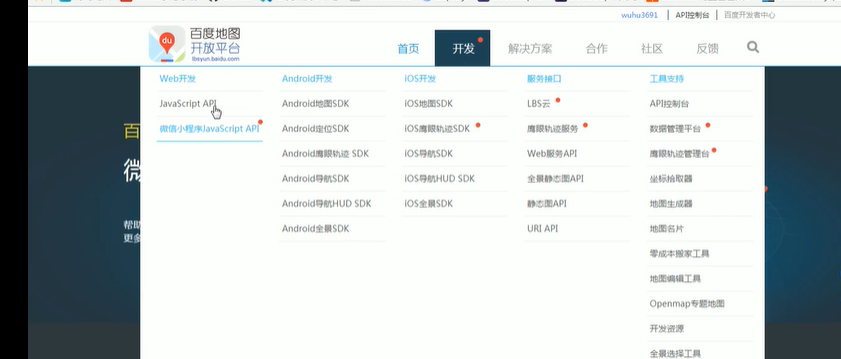 wuhu3691 | API控制台 | 百度开发者中心
du 百度地图
开放平台
lbsyun.baidu.com
首页 开发 解决方案 合作 社区 反馈
Web开发 Android开发 iOS开发 服务接口 工具支持
JavaScript API Android地图SDK iOS地图SDK LBS云 API控制台
微信小程序JavaScript API Android定位SDK iOS鹰眼轨迹SDK 鹰眼轨迹服务 数据管理平台
Android鹰眼轨迹 SDK iOS导航SDK Web服务API 鹰眼轨迹管理台
Android导航SDK iOS导航HUD SDK 全景静态图API 坐标拾取器
Android导航HUD SDK iOS全景SDK 静态图API 地图生成器
Android全景SDK URI API 地图名片
零成本搬家工具
地图编辑工具
Openmap专题地图
开发资源
全景选择工具
百
微
帮助
更多